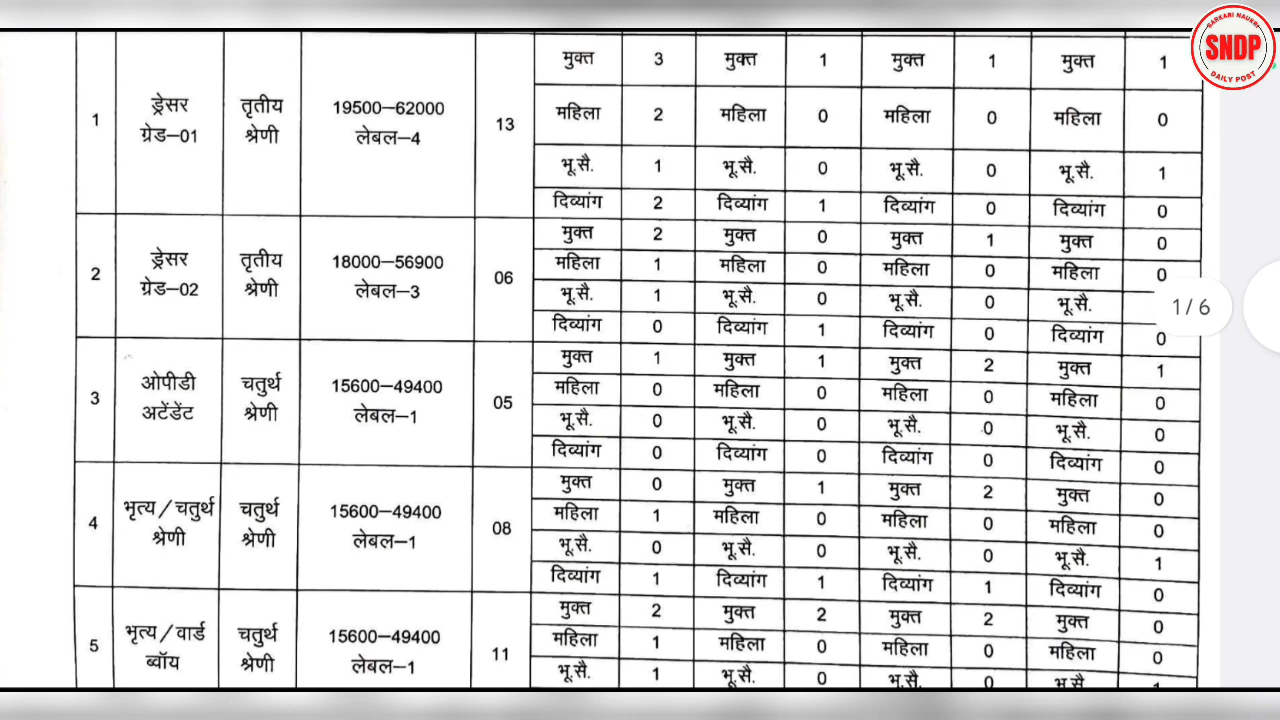 SARKARI NAUKRI
SNDP
DAILY POST
मुक्त 3 मुक्त 1 मुक्त 1 मुक्त 1
1 ड्रेसर ग्रेड–01 तृतीय श्रेणी 19500–62000 लेबल–4 13
महिला 2 महिला 0 महिला 0 महिला 0
भू.सै. 1 भू.सै. 0 भू.सै. 0 भू.सै. 1
दिव्यांग 2 दिव्यांग 1 दिव्यांग 0 दिव्यांग 0
2 ड्रेसर ग्रेड–02 तृतीय श्रेणी 18000–56900 लेबल–3 06
मुक्त 2 मुक्त 0 मुक्त 1 मुक्त 0
महिला 1 महिला 0 महिला 0 महिला 0
भू.सै. 1 भू.सै. 0 भू.सै. 0 भू.सै.
1 / 6
दिव्यांग 0 दिव्यांग 1 दिव्यांग 0 दिव्यांग 0
3 ओपीडी अटेंडेंट चतुर्थ श्रेणी 15600–49400 लेबल–1 05
मुक्त 1 मुक्त 1 मुक्त 2 मुक्त 1
महिला 0 महिला 0 महिला 0 महिला 0
भू.सै. 0 भू.सै. 0 भू.सै. 0 भू.सै. 0
दिव्यांग 0 दिव्यांग 0 दिव्यांग 0 दिव्यांग 0
4 भृत्य/चतुर्थ श्रेणी चतुर्थ श्रेणी 15600–49400 लेबल–1 08
मुक्त 0 मुक्त 1 मुक्त 2 मुक्त 0
महिला 1 महिला 0 महिला 0 महिला 0
भू.सै. 0 भू.सै. 0 भू.सै. 0 भू.सै. 1
दिव्यांग 1 दिव्यांग 1 दिव्यांग 1 दिव्यांग 0
5 भृत्य/वार्ड ब्वॉय चतुर्थ श्रेणी 15600–49400 लेबल–1 11
मुक्त 2 मुक्त 2 मुक्त 2 मुक्त 0
महिला 1 महिला 0 महिला 0 महिला 0
भू.सै. 1 भू.सै. 0 भू.सै. 0 भू.सै.